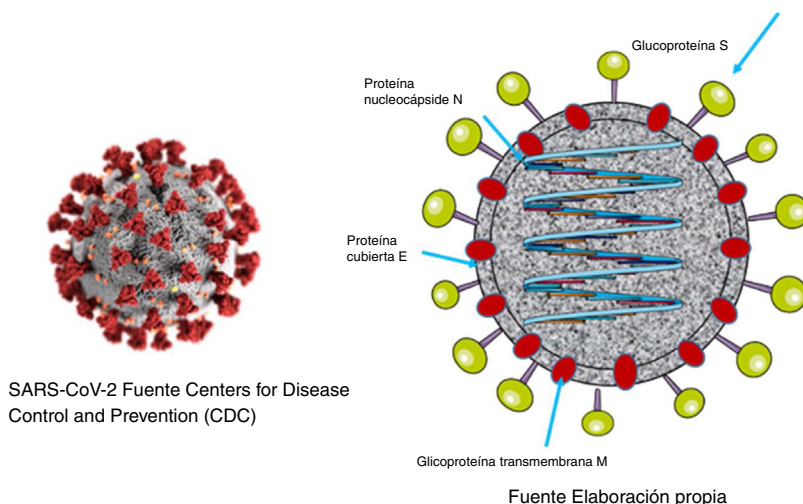 Glucoproteína S
Proteína
nucleocápside N
Proteína
cubierta E
SARS-CoV-2 Fuente Centers for Disease
Control and Prevention (CDC)
Glicoproteína transmembrana M
Fuente Elaboración propia